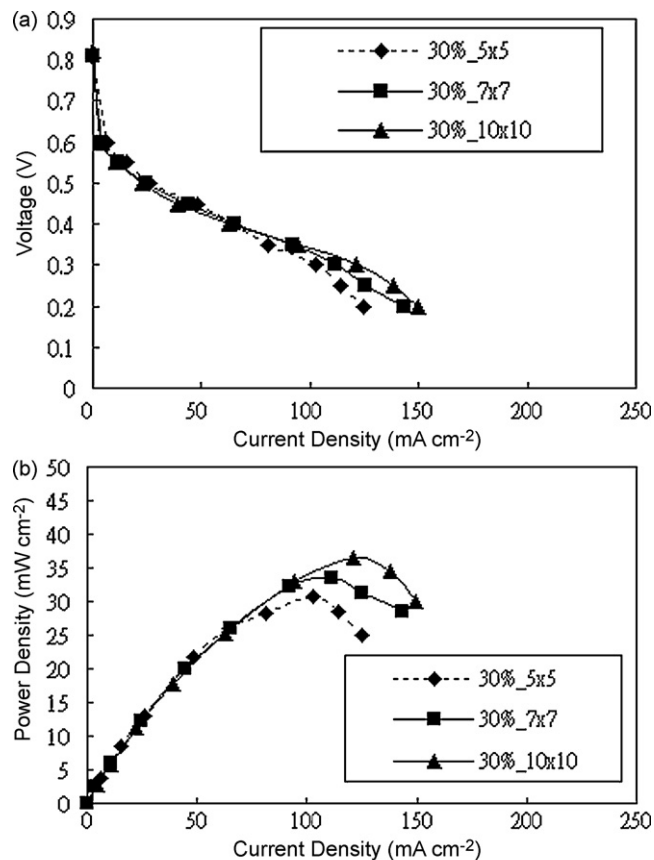 (a)
0.9
0.8
0.7
0.6
0.5
0.4
0.3
0.2
0.1
0
Voltage (V)
30%_5x5
30%_7x7
30%_10x10
0 50 100 150 200 250
Current Density (mA cm-2)
(b)
50
45
40
35
30
25
20
15
10
5
0
Power Density (mW cm-2)
30%_5x5
30%_7x7
30%_10x10
0 50 100 150 200 250
Current Density (mA cm-2)